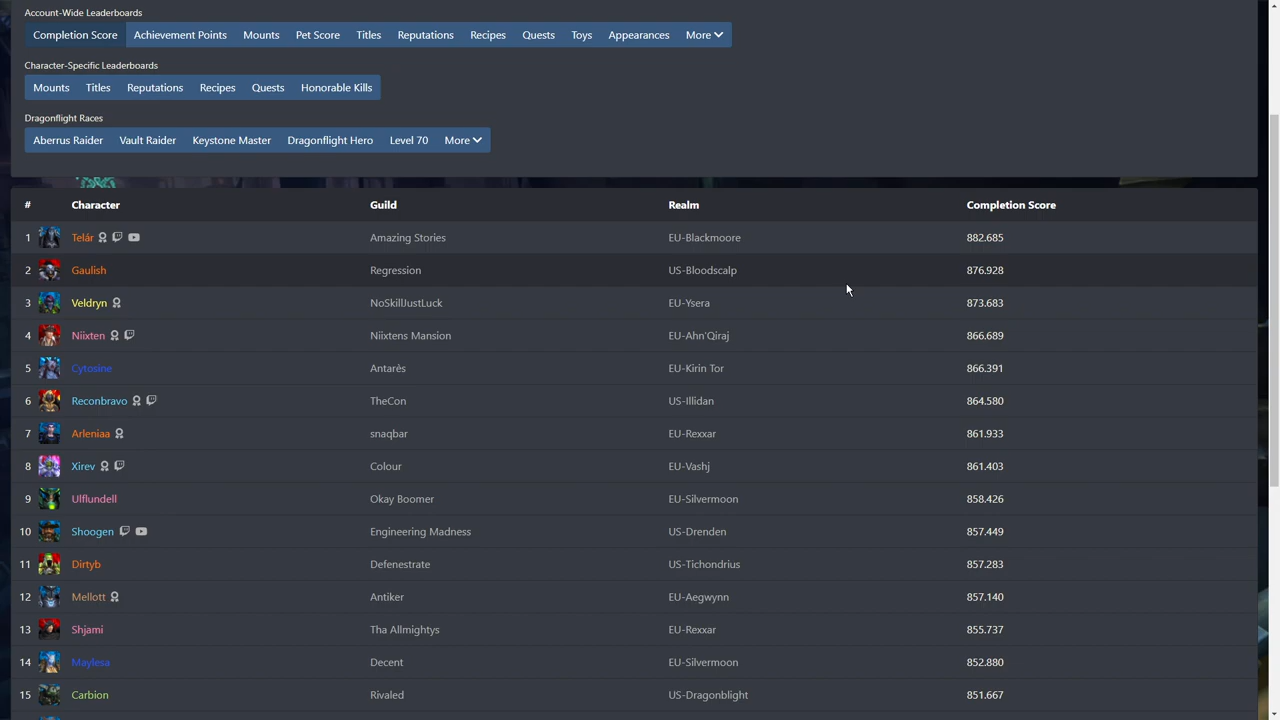 Account-Wide Leaderboards
Completion Score Achievement Points Mounts Pet Score Titles Reputations Recipes Quests Toys Appearances More
Character-Specific Leaderboards
Mounts Titles Reputations Recipes Quests Honorable Kills
Dragonflight Races
Aberrus Raider Vault Raider Keystone Master Dragonflight Hero Level 70 More
# Character Guild Realm Completion Score
1 Telár Amazing Stories EU-Blackmoore 882.685
2 Gaulish Regression US-Bloodscalp 876.928
3 Veldryn NoSkillJustLuck EU-Ysera 873.683
4 Niixten Niixtens Mansion EU-Ahn'Qiraj 866.689
5 Cytosine Antarès EU-Kirin Tor 866.391
6 Reconbravo TheCon US-Illidan 864.580
7 Arleniaa snaqbar EU-Rexxar 861.933
8 Xirev Colour EU-Vashj 861.403
9 Ulflundell Okay Boomer EU-Silvermoon 858.426
10 Shoogen Engineering Madness US-Drenden 857.449
11 Dirtyb Defenestrate US-Tichondrius 857.283
12 Mellott Antiker EU-Aegwynn 857.140
13 Shjami Tha Allmightys EU-Rexxar 855.737
14 Maylesa Decent EU-Silvermoon 852.880
15 Carbion Rivaled US-Dragonblight 851.667